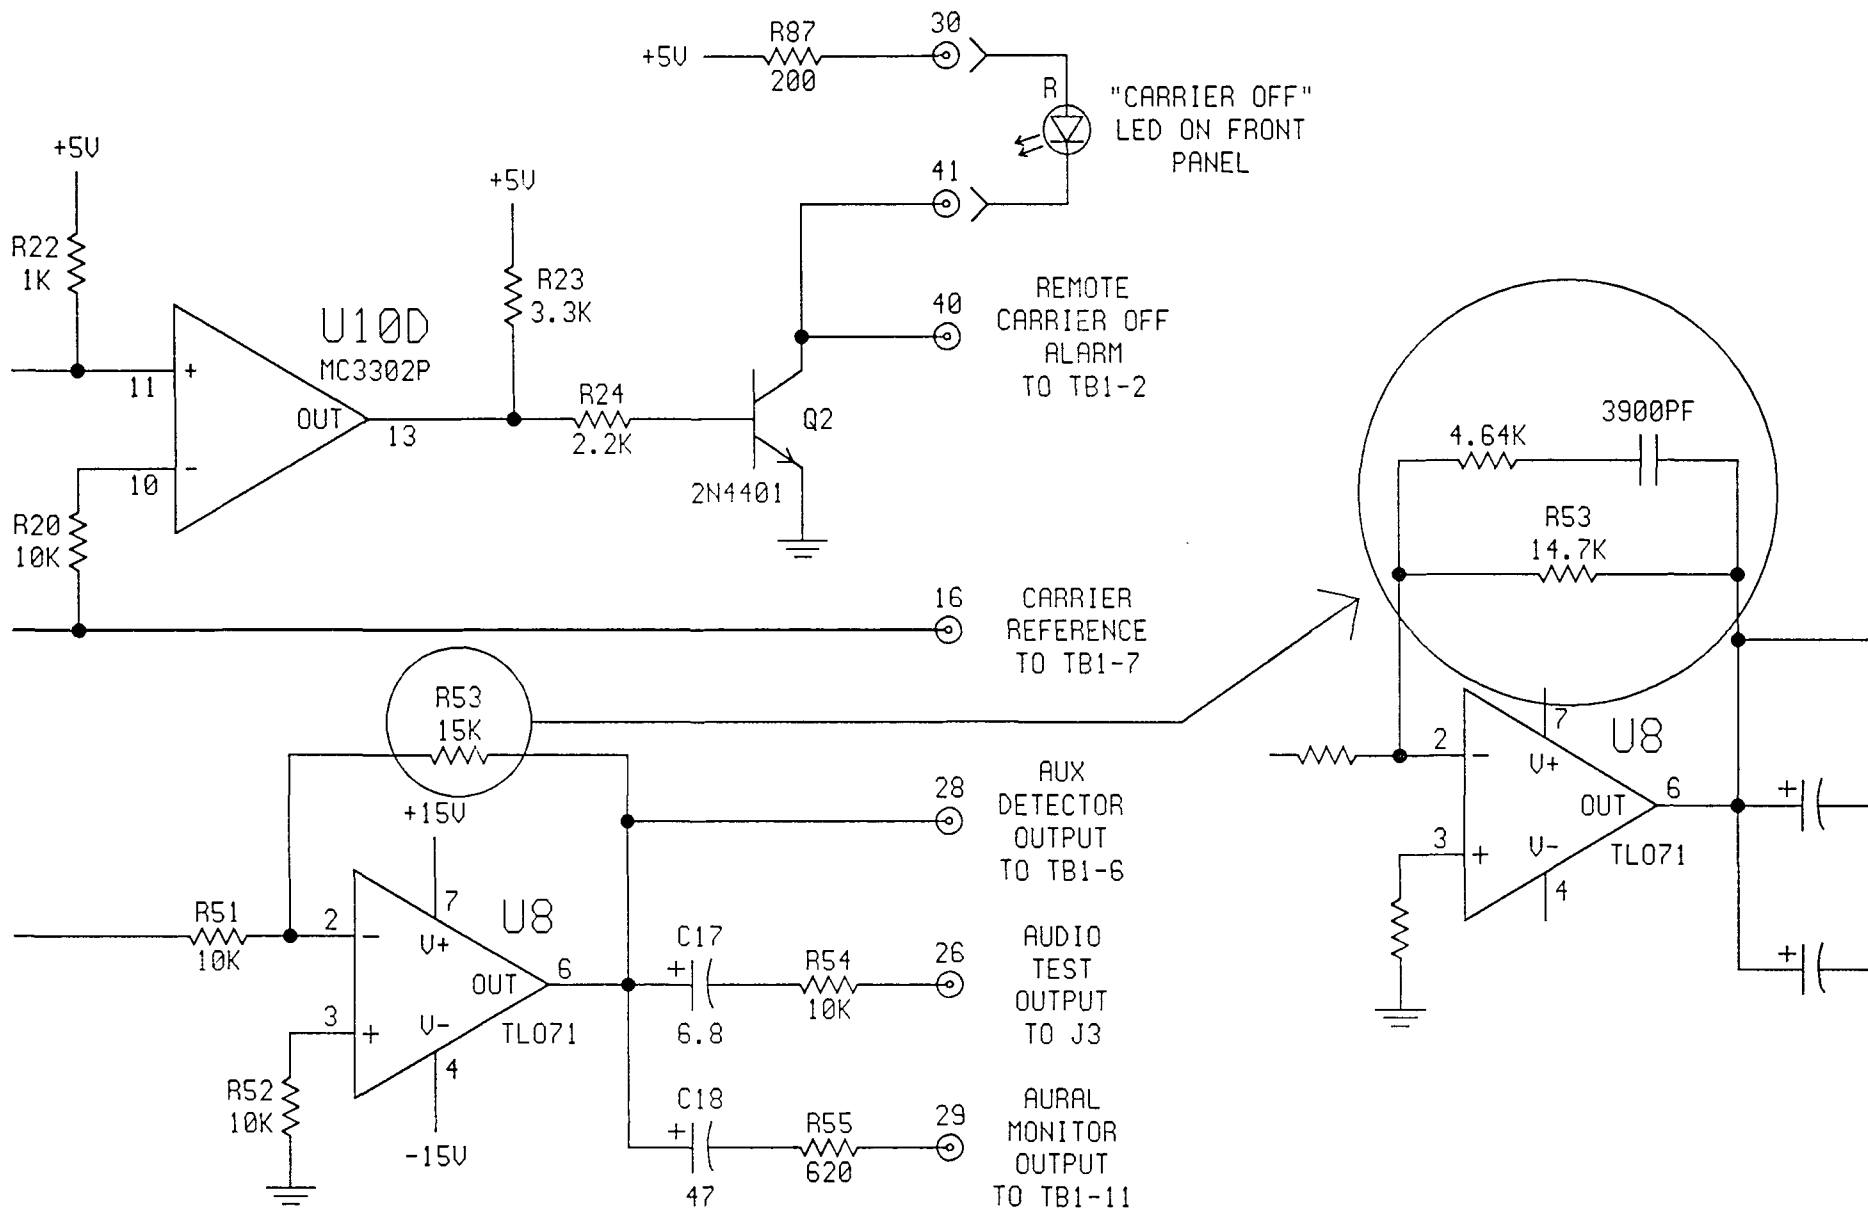 +5V
R87
200
30
R
"CARRIER OFF"
LED ON FRONT
PANEL
41
+5V
R22
1K
+5V
R23
3.3K
U10D
MC3302P
11
+
OUT
13
-
10
R24
2.2K
Q2
2N4401
40
REMOTE
CARRIER OFF
ALARM
TO TB1-2
R20
10K
16
CARRIER
REFERENCE
TO TB1-7
R53
15K
+15V
28
AUX
DETECTOR
OUTPUT
TO TB1-6
R51
10K
2
-
7
V+
U8
OUT
6
3
+
V-
4
TL071
-15V
R52
10K
C17
+
6.8
R54
10K
26
AUDIO
TEST
OUTPUT
TO J3
C18
+
47
R55
620
29
AURAL
MONITOR
OUTPUT
TO TB1-11
4.64K
3900PF
R53
14.7K
2
-
7
V+
U8
OUT
6
3
+
V-
4
TL071
+
+